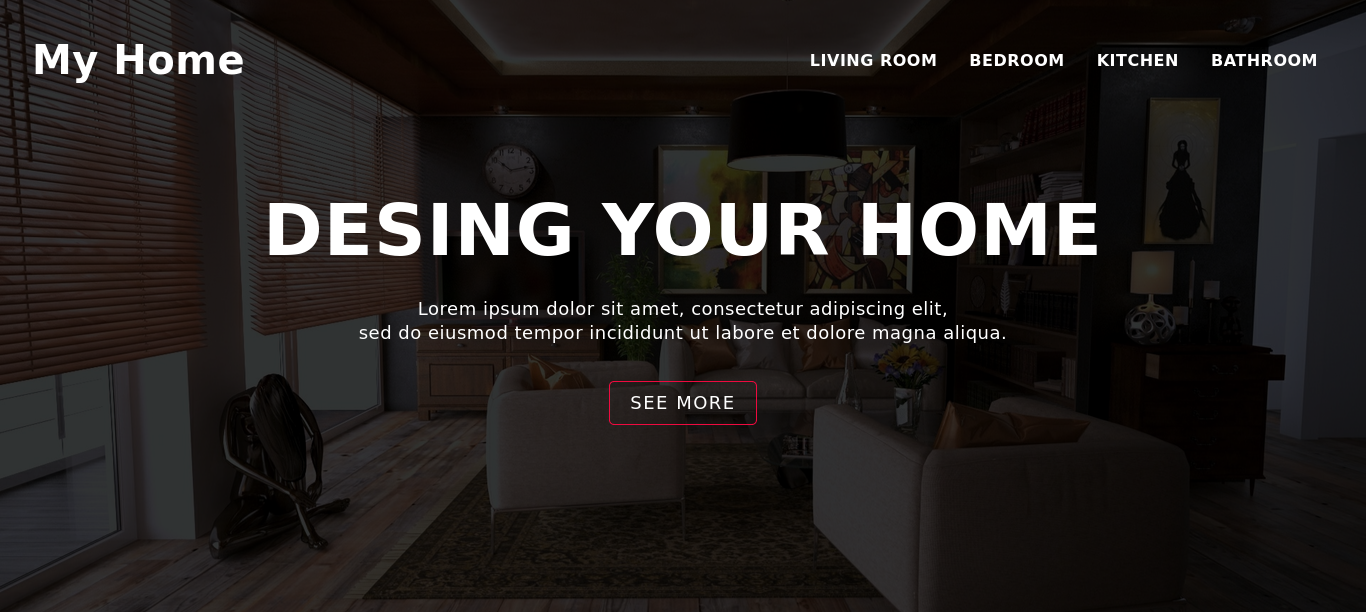 My Home
LIVING ROOM BEDROOM KITCHEN BATHROOM
DESING YOUR HOME
Lorem ipsum dolor sit amet, consectetur adipiscing elit,
sed do eiusmod tempor incididunt ut labore et dolore magna aliqua.
SEE MORE